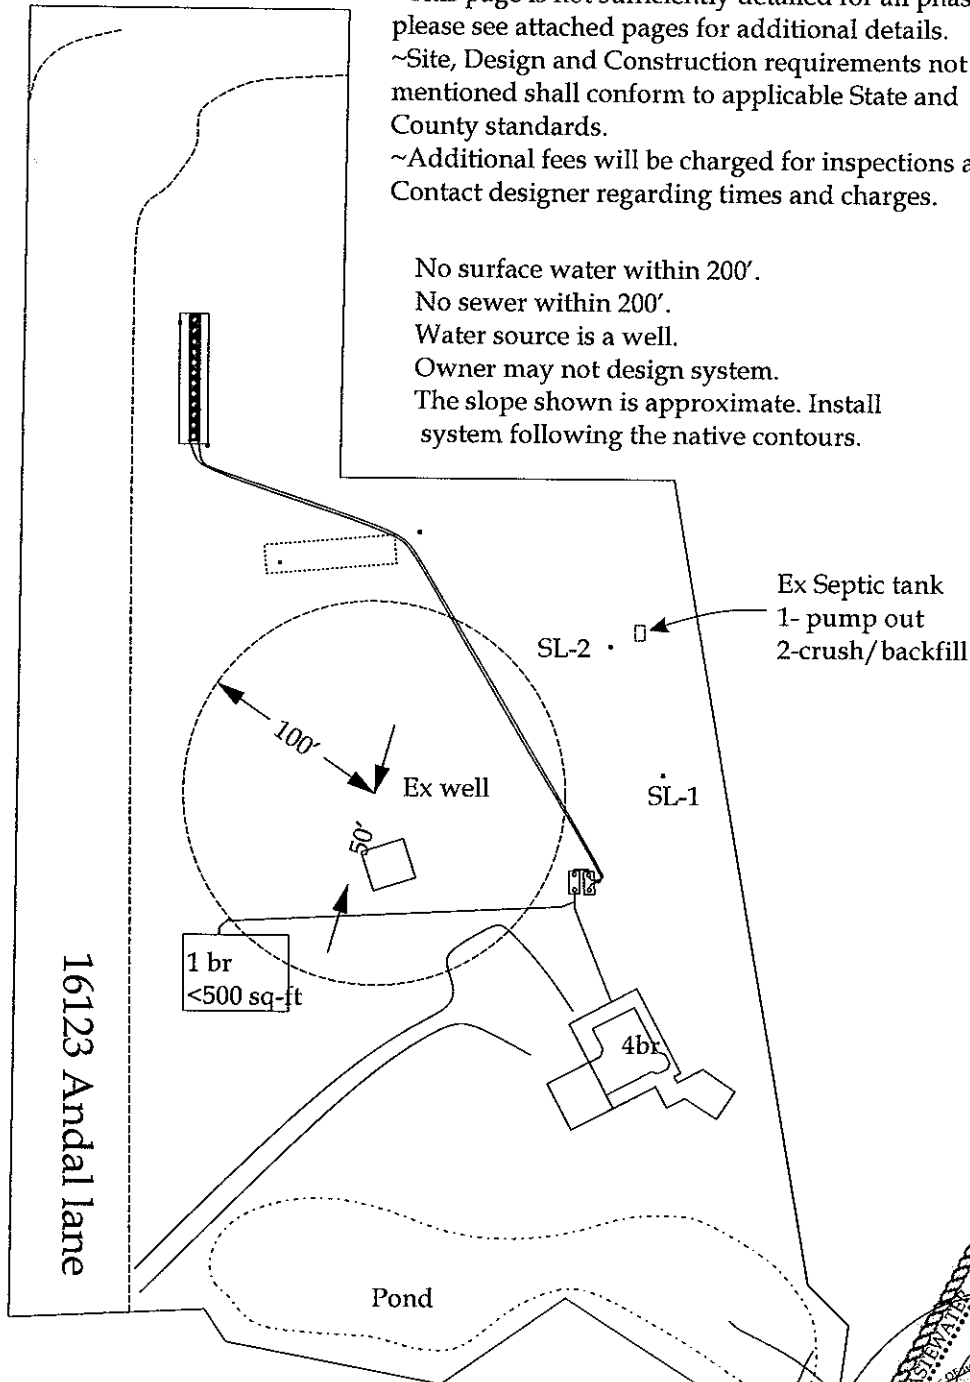 please see attached pages for additional details.
~Site, Design and Construction requirements not
mentioned shall conform to applicable State and
County standards.
~Additional fees will be charged for inspections a
Contact designer regarding times and charges.
No surface water within 200'.
No sewer within 200'.
Water source is a well.
Owner may not design system.
The slope shown is approximate. Install
system following the native contours.
Ex Septic tank
1- pump out
2-crush/backfill
SL-2
100'
Ex well
SL-1
50'
1 br
<500 sq-ft
4br
16123 Andal lane
Pond